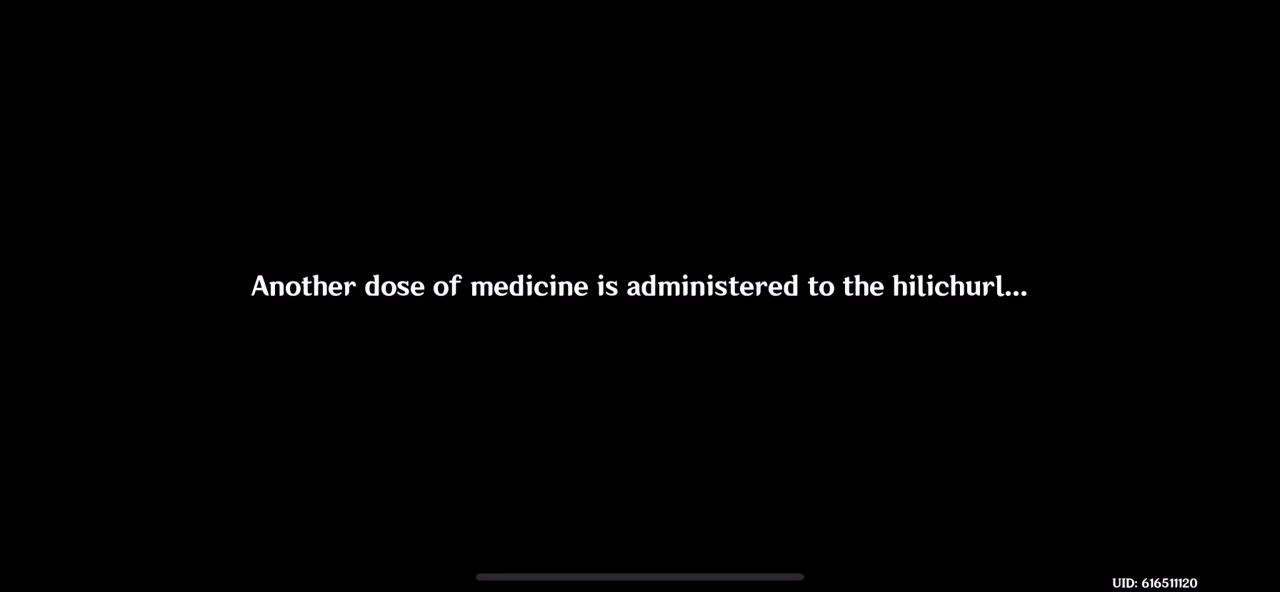 Another dose of medicine is administered to the hilichurl...
UID: 616511120